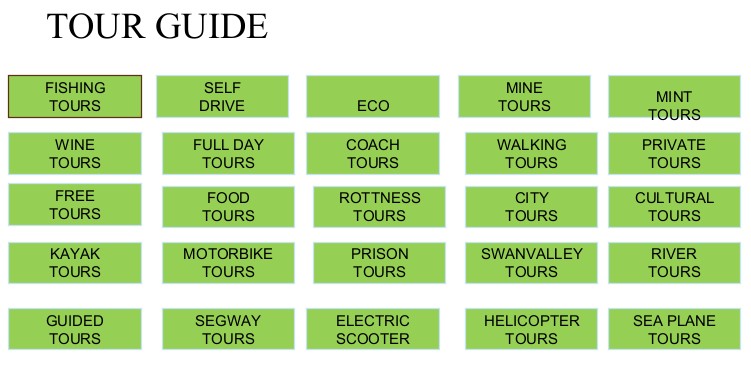 TOUR GUIDE
FISHING
TOURS
SELF
DRIVE
ECO
MINE
TOURS
MINT
TOURS
WINE
TOURS
FULL DAY
TOURS
COACH
TOURS
WALKING
TOURS
PRIVATE
TOURS
FREE
TOURS
FOOD
TOURS
ROTTNESS
TOURS
CITY
TOURS
CULTURAL
TOURS
KAYAK
TOURS
MOTORBIKE
TOURS
PRISON
TOURS
SWANVALLEY
TOURS
RIVER
TOURS
GUIDED
TOURS
SEGWAY
TOURS
ELECTRIC
SCOOTER
HELICOPTER
TOURS
SEA PLANE
TOURS